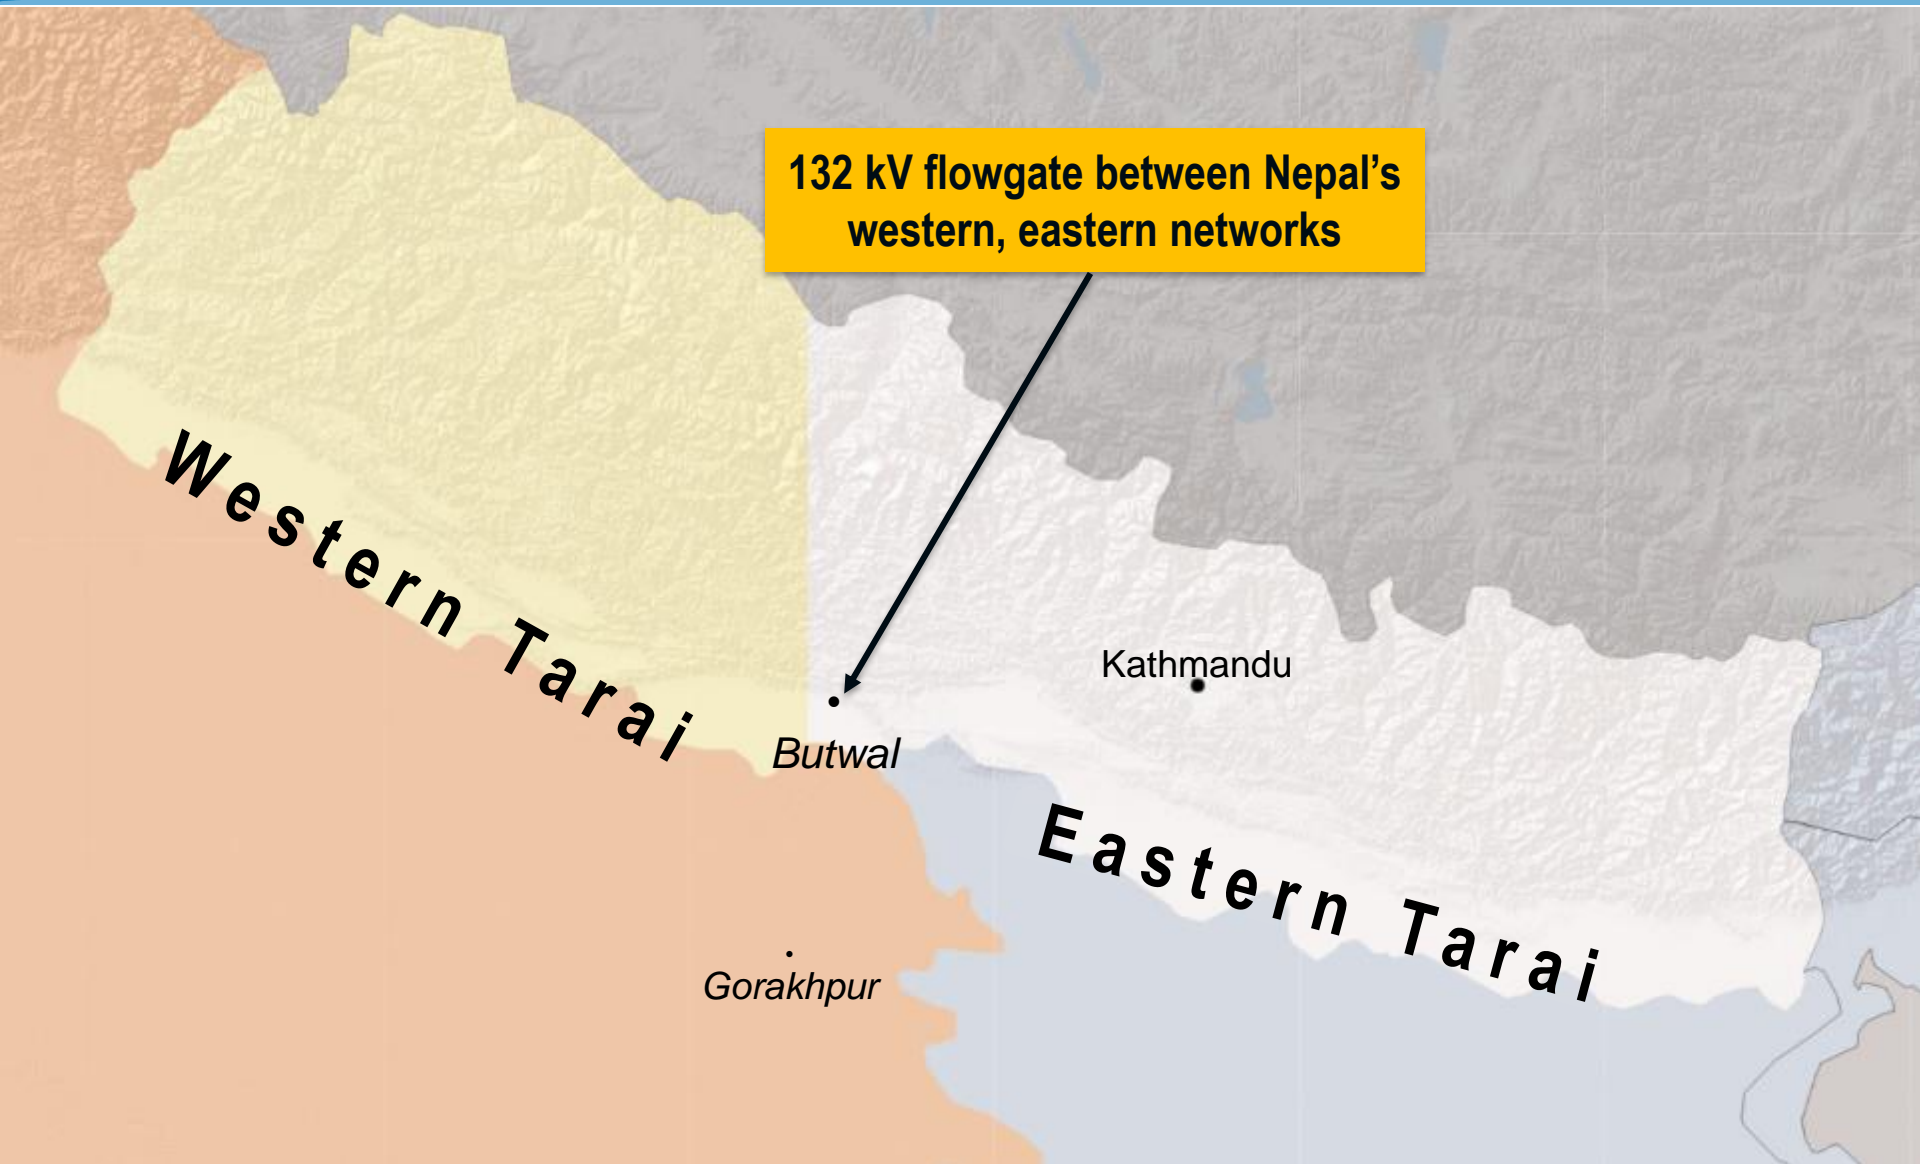 132 kV flowgate between Nepal’s
western, eastern networks
Western Tarai
Kathmandu
Butwal
Eastern Tarai
Gorakhpur